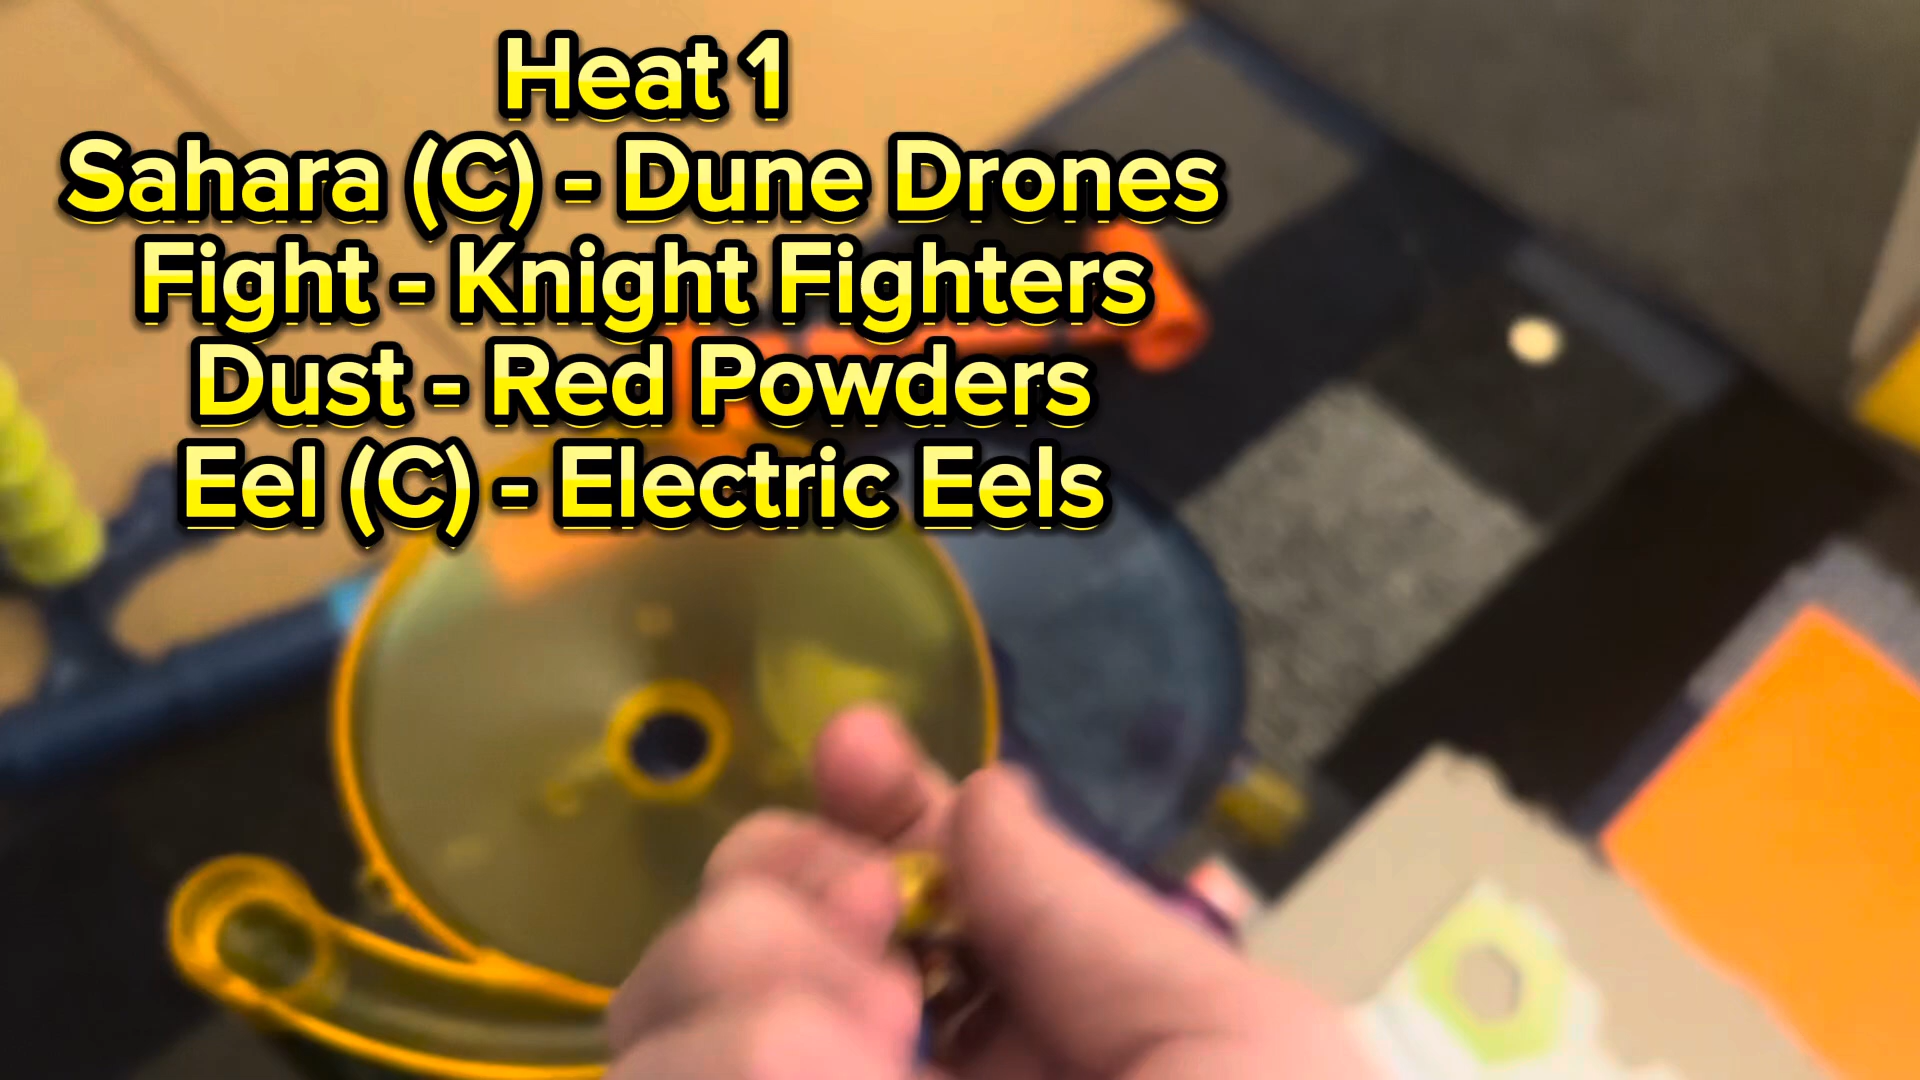 Heat 1
Sahara (C) - Dune Drones
Fight - Knight Fighters
Dust - Red Powders
Eel (C) - Electric Eels